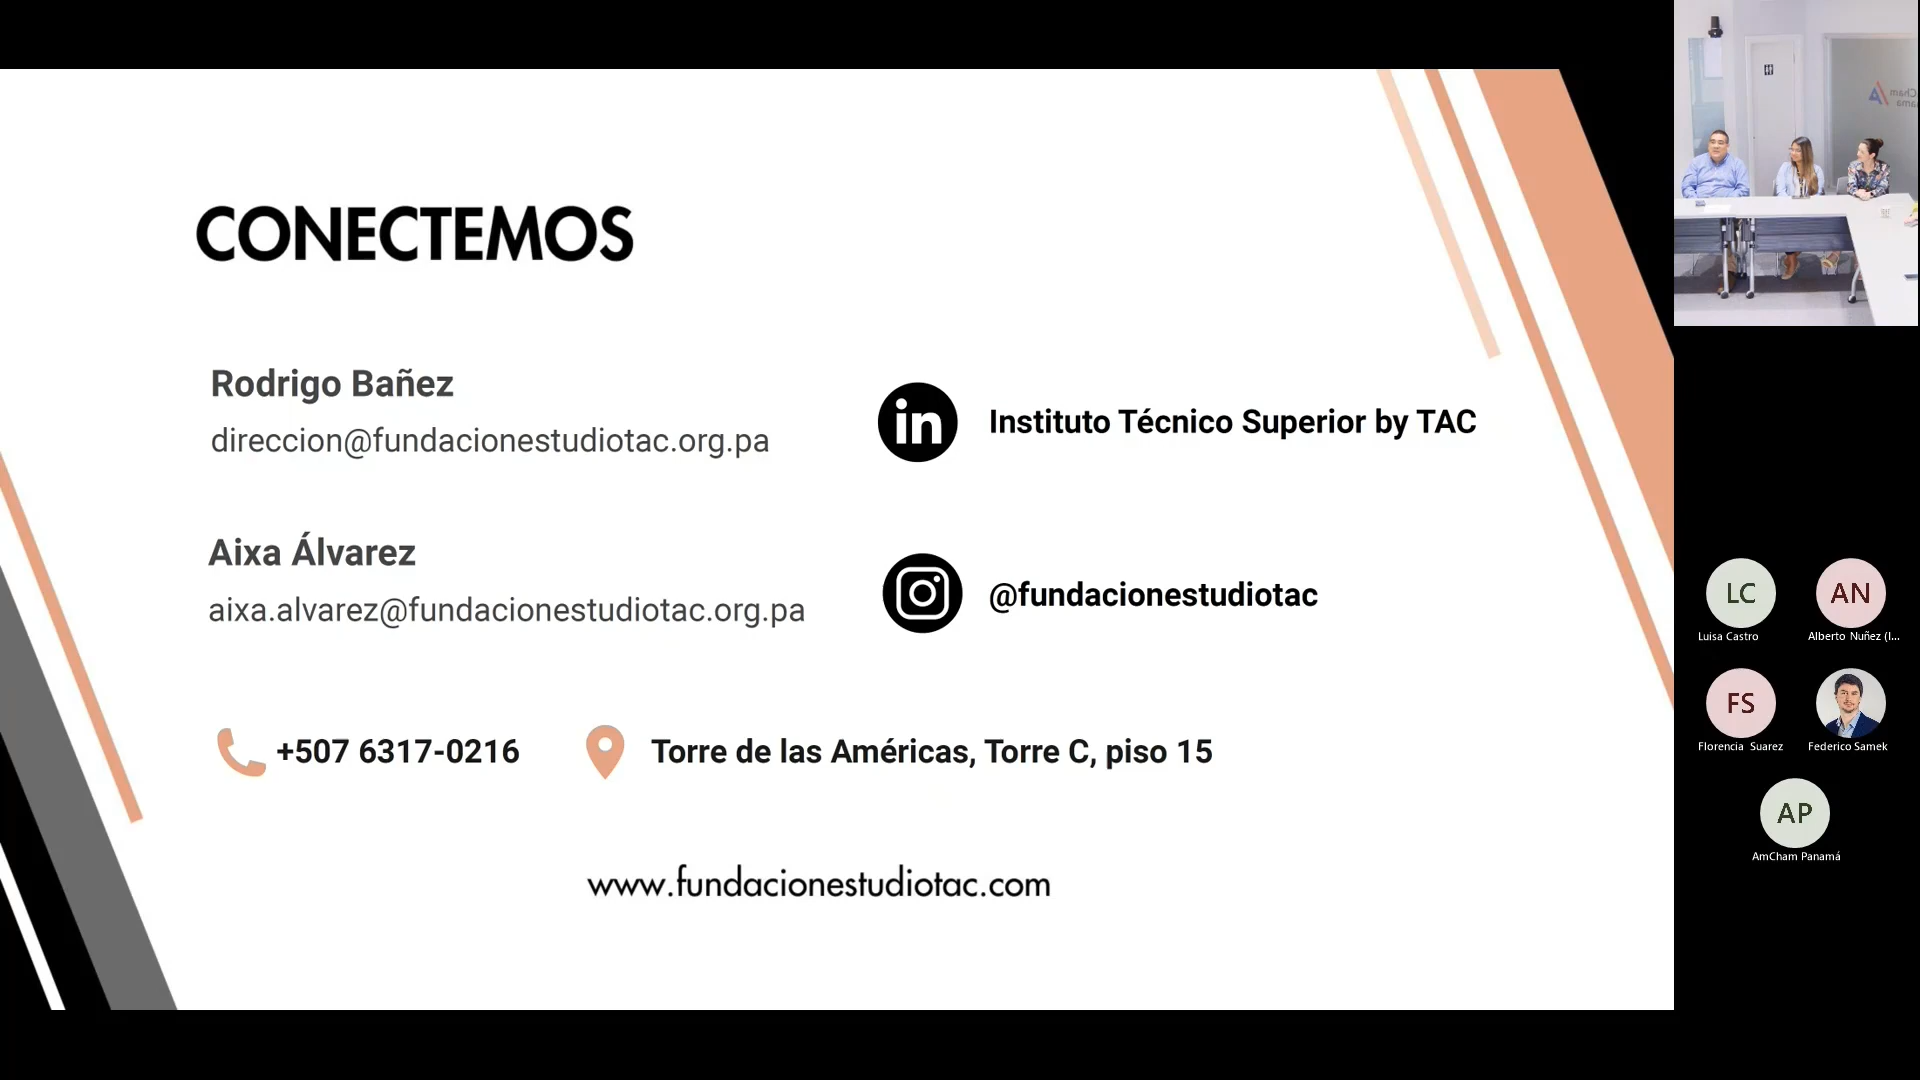 CONECTEMOS
Rodrigo Bañez
direccion@fundacionestudiotac.org.pa
Aixa Álvarez
aixa.alvarez@fundacionestudiotac.org.pa
in Instituto Técnico Superior by TAC
@fundacionestudiotac
+507 6317-0216
Torre de las Américas, Torre C, piso 15
www.fundacionestudiotac.com
LC
Luisa Castro
AN
Alberto Nuñez (I...
FS
Florencia Suarez
Federico Samek
AP
AmCham Panamá